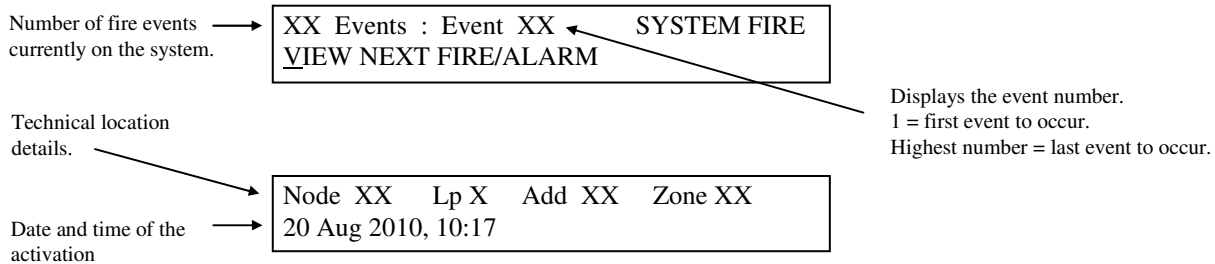 Number of fire events
currently on the system.
XX Events : Event XX SYSTEM FIRE
VIEW NEXT FIRE/ALARM
Displays the event number.
1 = first event to occur.
Highest number = last event to occur.
Technical location
details.
Node XX Lp X Add XX Zone XX
20 Aug 2010, 10:17
Date and time of the
activation